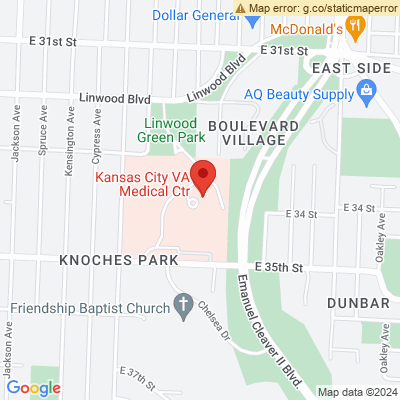 Map error: g.co/staticmaperror
Dollar General
McDonald's
E 31st St
E 31st St
EAST SIDE
Linwood Blvd
Linwood Blvd
AQ Beauty Supply
Linwood
Green Park
BOULEVARD
VILLAGE
Jackson Ave
Spruce Ave
Kensington Ave
Cypress Ave
Kansas City VA
Medical Ctr
E 34 St
E 34 St
Oakley Ave
KNOCHES PARK
E 35th St
Emanuel Cleaver II Blvd.
DUNBAR
Friendship Baptist Church
Chelsea Dr
Jackson Ave
Oakley Ave
E 37th St
Google
Map data ©2024